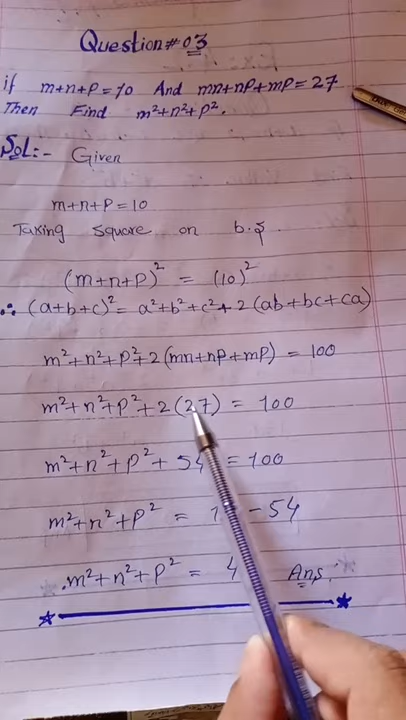 Question#03
if m+n+p=10 And mn+np+mp=27
Then Find m²+n²+p².
Sol:- Given
m+n+p=10
Taking square on b.s.
(m+n+p)² = (10)²
∴ (a+b+c)² = a²+b²+c²+2(ab+bc+ca)
m²+n²+p²+2(mn+np+mp) = 100
m²+n²+p²+2(27) = 100
m²+n²+p²+54 = 100
m²+n²+p² = 1 -54
m²+n²+p² = 4 Ans.